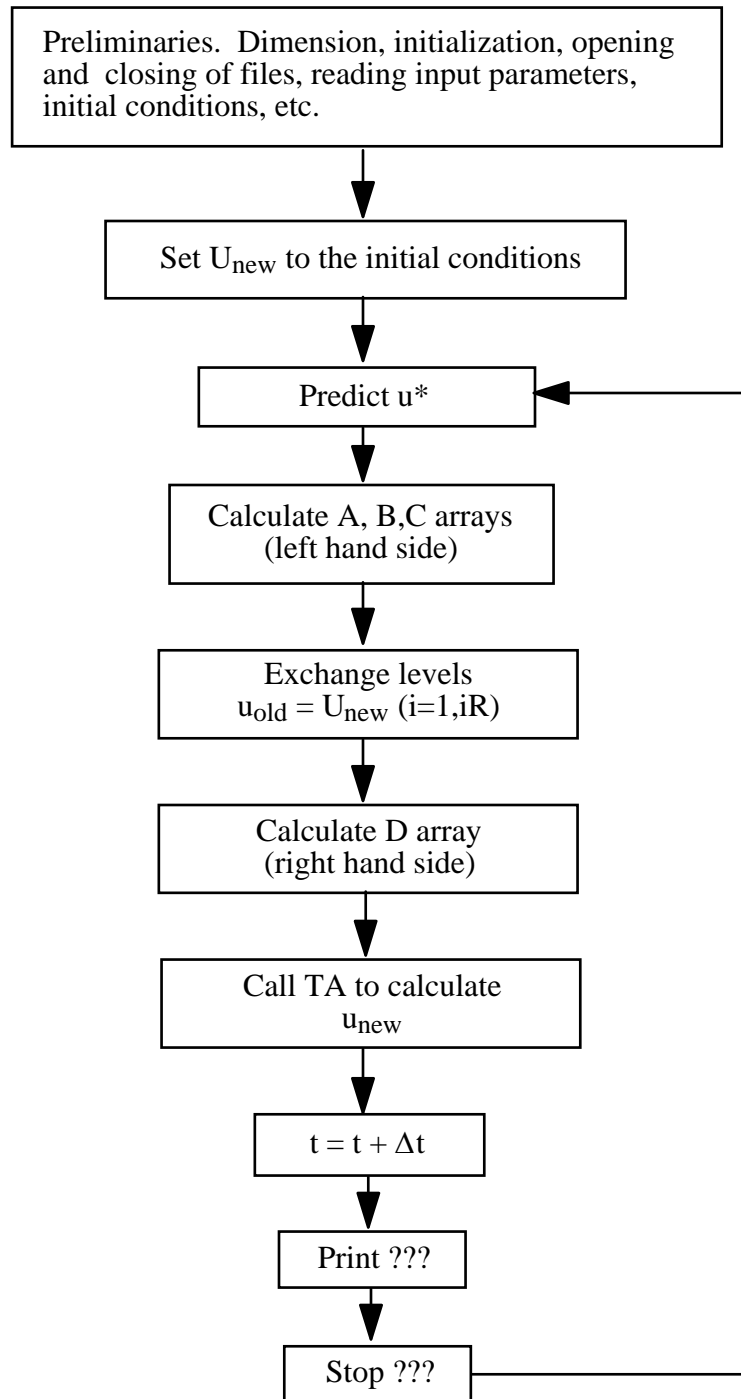 Preliminaries. Dimension, initialization, opening
and closing of files, reading input parameters,
initial conditions, etc.
Set Unew to the initial conditions
Predict u*
Calculate A, B,C arrays
(left hand side)
Exchange levels
uold = Unew (i=1,iR)
Calculate D array
(right hand side)
Call TA to calculate
unew
t = t + Δt
Print ???
Stop ???